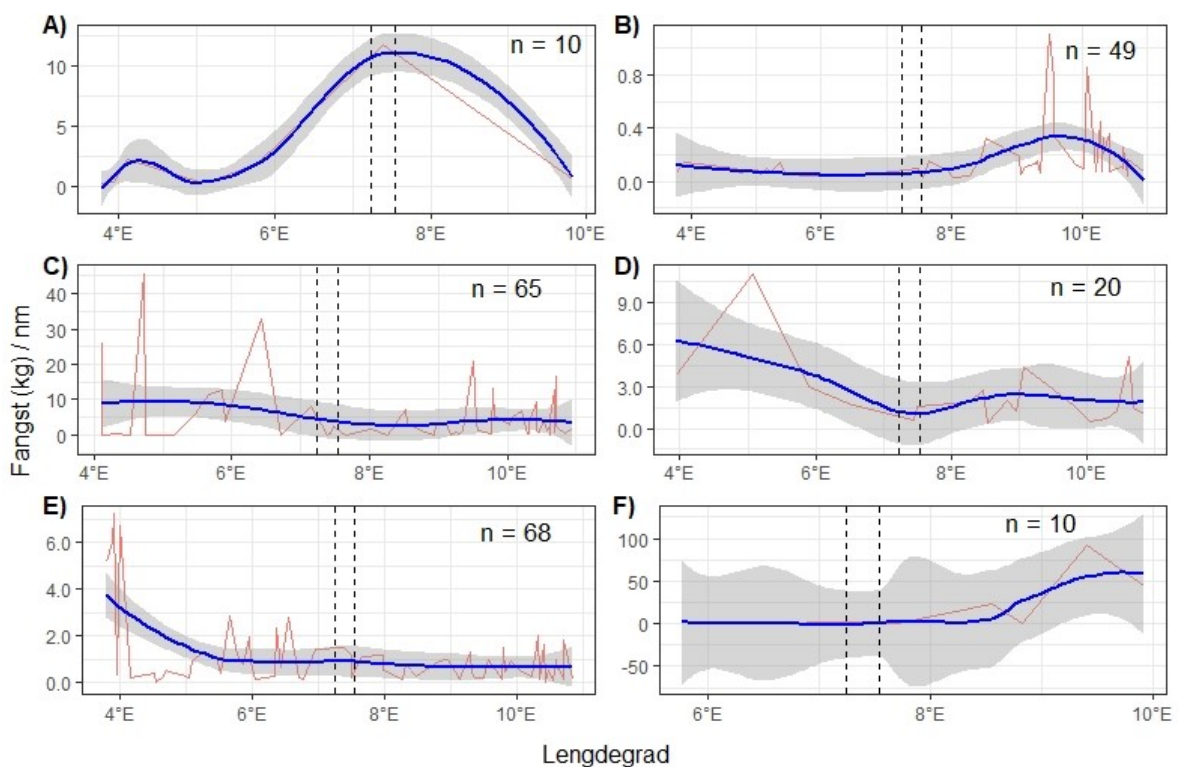 A)
n = 10
10
5
0
4°E 6°E 8°E 10°E
B)
n = 49
0.8
0.4
0.0
4°E 6°E 8°E 10°E
C)
n = 65
40
30
20
10
0
4°E 6°E 8°E 10°E
D)
n = 20
9.0
6.0
3.0
0.0
4°E 6°E 8°E 10°E
E)
n = 68
6.0
4.0
2.0
0.0
4°E 6°E 8°E 10°E
F)
n = 10
100
50
0
-50
6°E 8°E 10°E
Fangst (kg) / nm
Lengdegrad